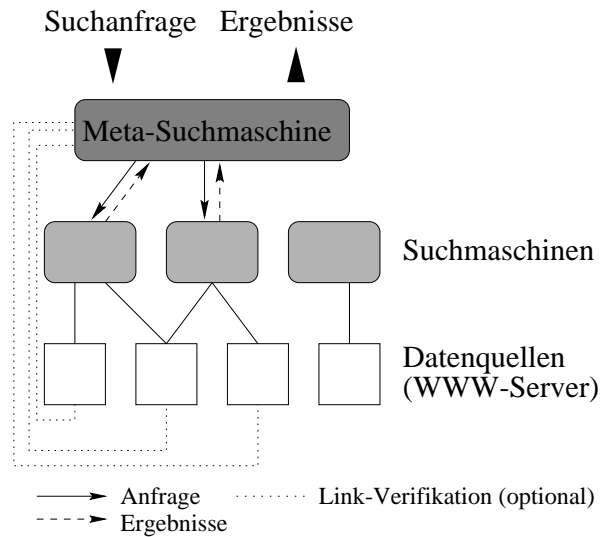 Suchanfrage Ergebnisse
Meta-Suchmaschine
Suchmaschinen
Datenquellen
(WWW-Server)
Anfrage Link-Verifikation (optional)
Ergebnisse